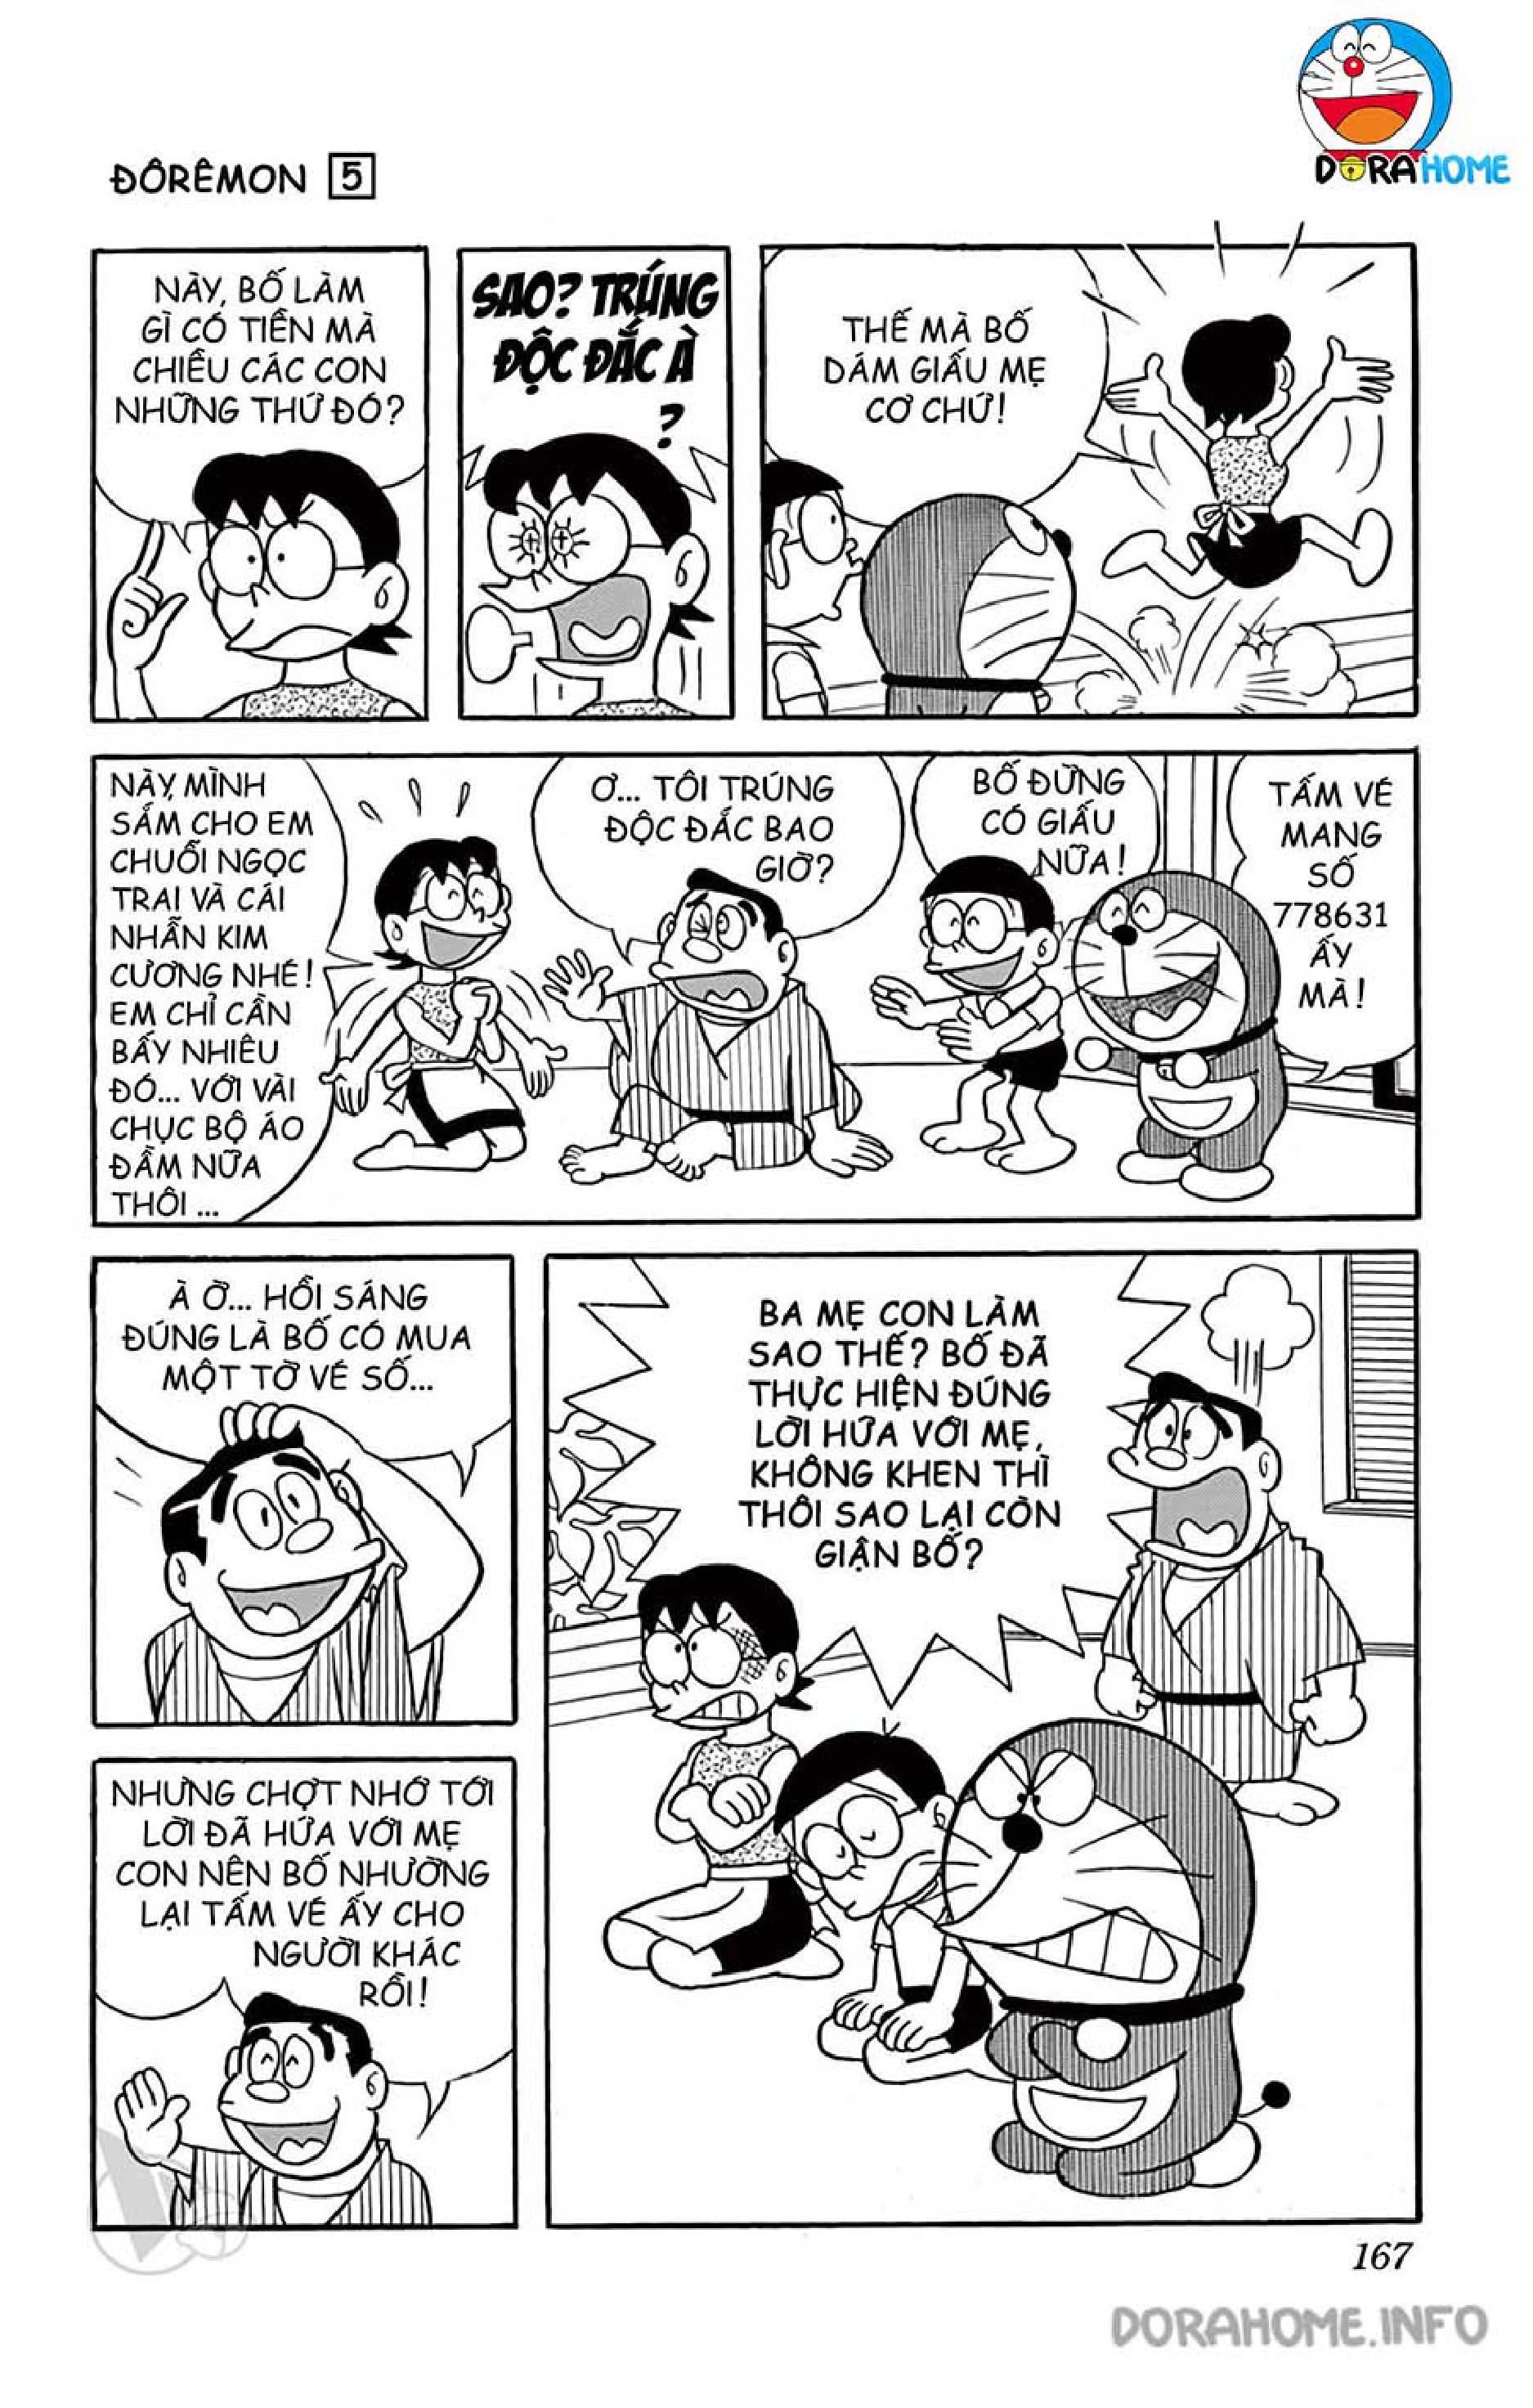 DORAHOME
ĐÔRÊMON 5
NÀY, BỐ LÀM
GÌ CÓ TIỀN MÀ
CHIỀU CÁC CON
NHỮNG THỨ ĐÓ?
SAO? TRÚNG
ĐỘC ĐẮC À
?
THẾ MÀ BỐ
DÁM GIẤU MẸ
CƠ CHỨ!
NÀY, MÌNH
SẮM CHO EM
CHUỖI NGỌC
TRAI VÀ CÁI
NHẪN KIM
CƯƠNG NHÉ!
EM CHỈ CẦN
BẤY NHIÊU
ĐÓ... VỚI VÀI
CHỤC BỘ ÁO
ĐẦM NỮA
THÔI ...
Ơ... TÔI TRÚNG
ĐỘC ĐẮC BAO
GIỜ?
BỐ ĐỪNG
CÓ GIẤU
NỮA!
TẤM VÉ
MANG
SỐ
778631
ẤY
MÀ!
À Ờ... HỒI SÁNG
ĐÚNG LÀ BỐ CÓ MUA
MỘT TỜ VÉ SỐ...
NHƯNG CHỢT NHỚ TỚI
LỜI ĐÃ HỨA VỚI MẸ
CON NÊN BỐ NHƯỜNG
LẠI TẤM VÉ ẤY CHO
NGƯỜI KHÁC
RỒI!
BA MẸ CON LÀM
SAO THẾ? BỐ ĐÃ
THỰC HIỆN ĐÚNG
LỜI HỨA VỚI MẸ,
KHÔNG KHEN THÌ
THÔI SAO LẠI CÒN
GIẬN BỐ?
167
DORAHOME.INFO